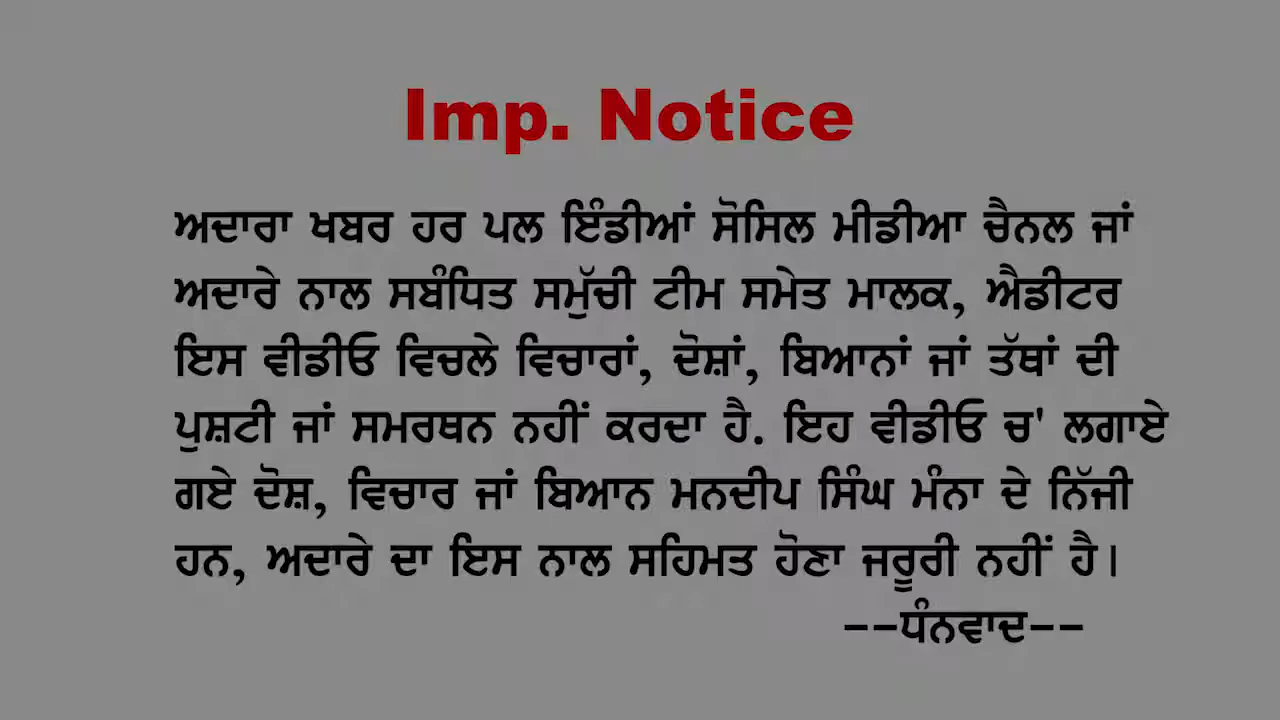 Imp. Notice
ਅਦਾਰਾ ਖਬਰ ਹਰ ਪਲ ਇੰਡੀਆਂ ਸੋਸਿਲ ਮੀਡੀਆ ਚੈਨਲ ਜਾਂ
ਅਦਾਰੇ ਨਾਲ ਸਬੰਧਿਤ ਸਮੁੱਚੀ ਟੀਮ ਸਮੇਤ ਮਾਲਕ, ਐਡੀਟਰ
ਇਸ ਵੀਡੀਓ ਵਿਚਲੇ ਵਿਚਾਰਾਂ, ਦੋਸ਼ਾਂ, ਬਿਆਨਾਂ ਜਾਂ ਤੱਥਾਂ ਦੀ
ਪੁਸ਼ਟੀ ਜਾਂ ਸਮਰਥਨ ਨਹੀਂ ਕਰਦਾ ਹੈ. ਇਹ ਵੀਡੀਓ ਚ' ਲਗਾਏ
ਗਏ ਦੋਸ਼, ਵਿਚਾਰ ਜਾਂ ਬਿਆਨ ਮਨਦੀਪ ਸਿੰਘ ਮੰਨਾ ਦੇ ਨਿੱਜੀ
ਹਨ, ਅਦਾਰੇ ਦਾ ਇਸ ਨਾਲ ਸਹਿਮਤ ਹੋਣਾ ਜਰੂਰੀ ਨਹੀਂ ਹੈ।
--ਧੰਨਵਾਦ--